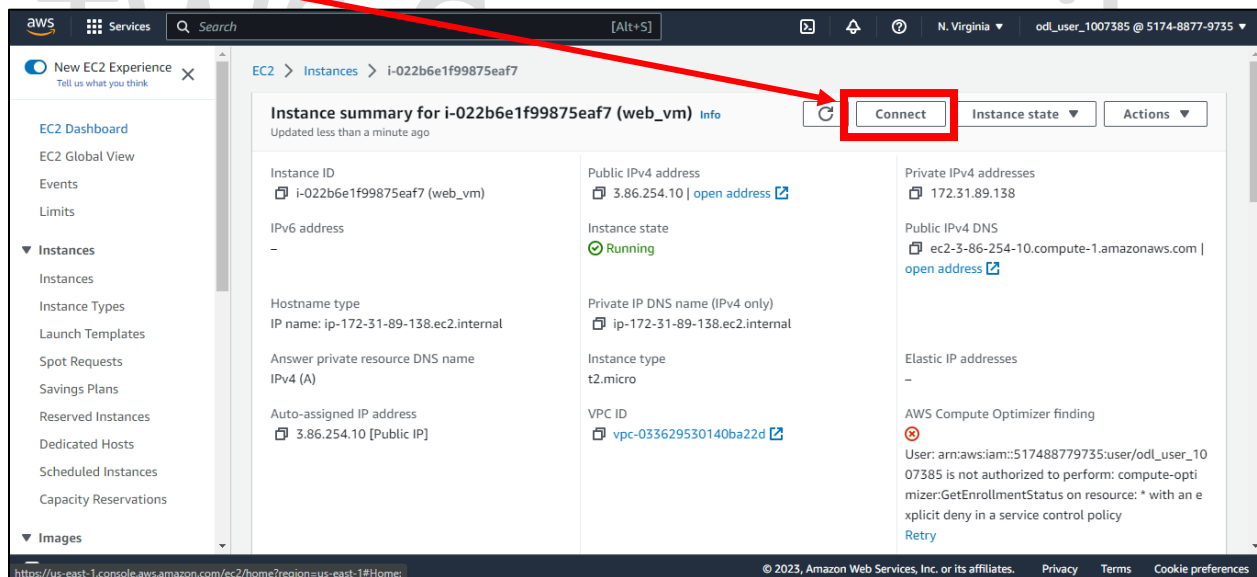 aws
Services
Search
[Alt+S]
N. Virginia
odl_user_1007385 @ 5174-8877-9735
New EC2 Experience
Tell us what you think
EC2 Dashboard
EC2 Global View
Events
Limits
Instances
Instances
Instance Types
Launch Templates
Spot Requests
Savings Plans
Reserved Instances
Dedicated Hosts
Scheduled Instances
Capacity Reservations
Images
EC2 > Instances > i-022b6e1f99875eaf7
Instance summary for i-022b6e1f99875eaf7 (web_vm) Info
Updated less than a minute ago
Connect
Instance state
Actions
Instance ID
i-022b6e1f99875eaf7 (web_vm)
Public IPv4 address
3.86.254.10 | open address
Private IPv4 addresses
172.31.89.138
IPv6 address
–
Instance state
Running
Public IPv4 DNS
ec2-3-86-254-10.compute-1.amazonaws.com |
open address
Hostname type
IP name: ip-172-31-89-138.ec2.internal
Private IP DNS name (IPv4 only)
ip-172-31-89-138.ec2.internal
Answer private resource DNS name
IPv4 (A)
Instance type
t2.micro
Elastic IP addresses
–
Auto-assigned IP address
3.86.254.10 [Public IP]
VPC ID
vpc-033629530140ba22d
AWS Compute Optimizer finding
User: arn:aws:iam::517488779735:user/odl_user_10
07385 is not authorized to perform: compute-opti
mizer:GetEnrollmentStatus on resource: * with an e
xplicit deny in a service control policy
Retry
https://us-east-1.console.aws.amazon.com/ec2/home?region=us-east-1#Home:
© 2023, Amazon Web Services, Inc. or its affiliates.
Privacy
Terms
Cookie preferences